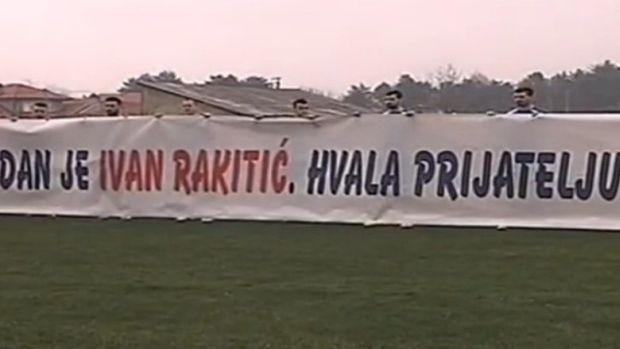 DAN JE IVAN RAKITIĆ. HVALA PRIJATELJU